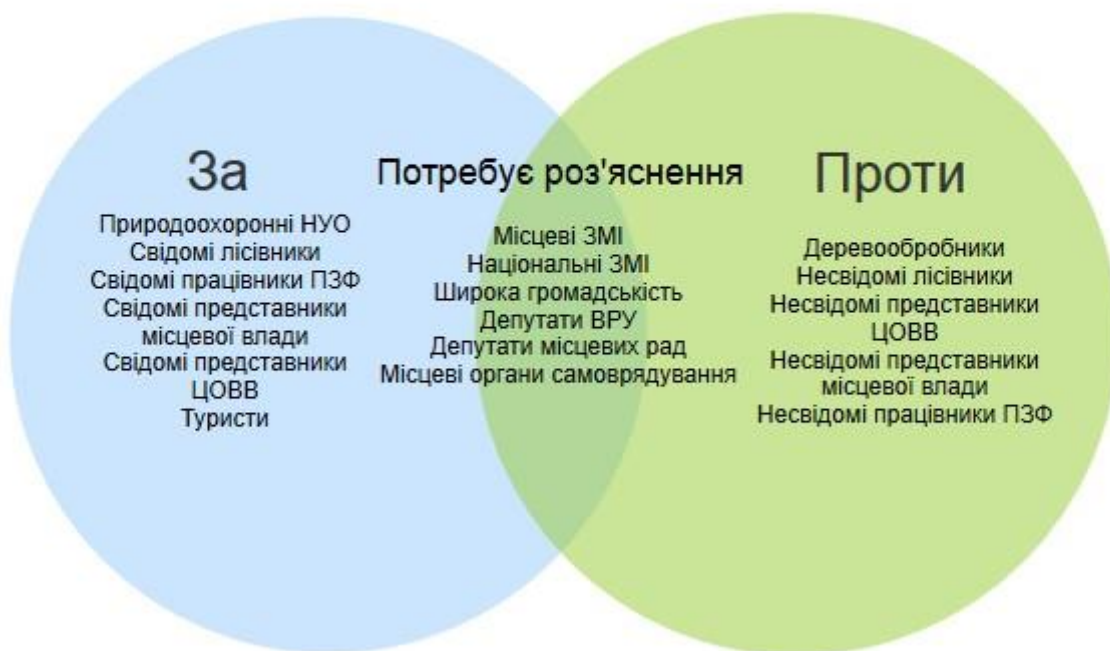 За
Природоохоронні НУО
Свідомі лісівники
Свідомі працівники ПЗФ
Свідомі представники
місцевої влади
Свідомі представники
ЦОВВ
Туристи
Потребує роз'яснення
Місцеві ЗМІ
Національні ЗМІ
Широка громадськість
Депутати ВРУ
Депутати місцевих рад
Місцеві органи самоврядування
Проти
Деревообробники
Несвідомі лісівники
Несвідомі представники
ЦОВВ
Несвідомі представники
місцевої влади
Несвідомі працівники ПЗФ